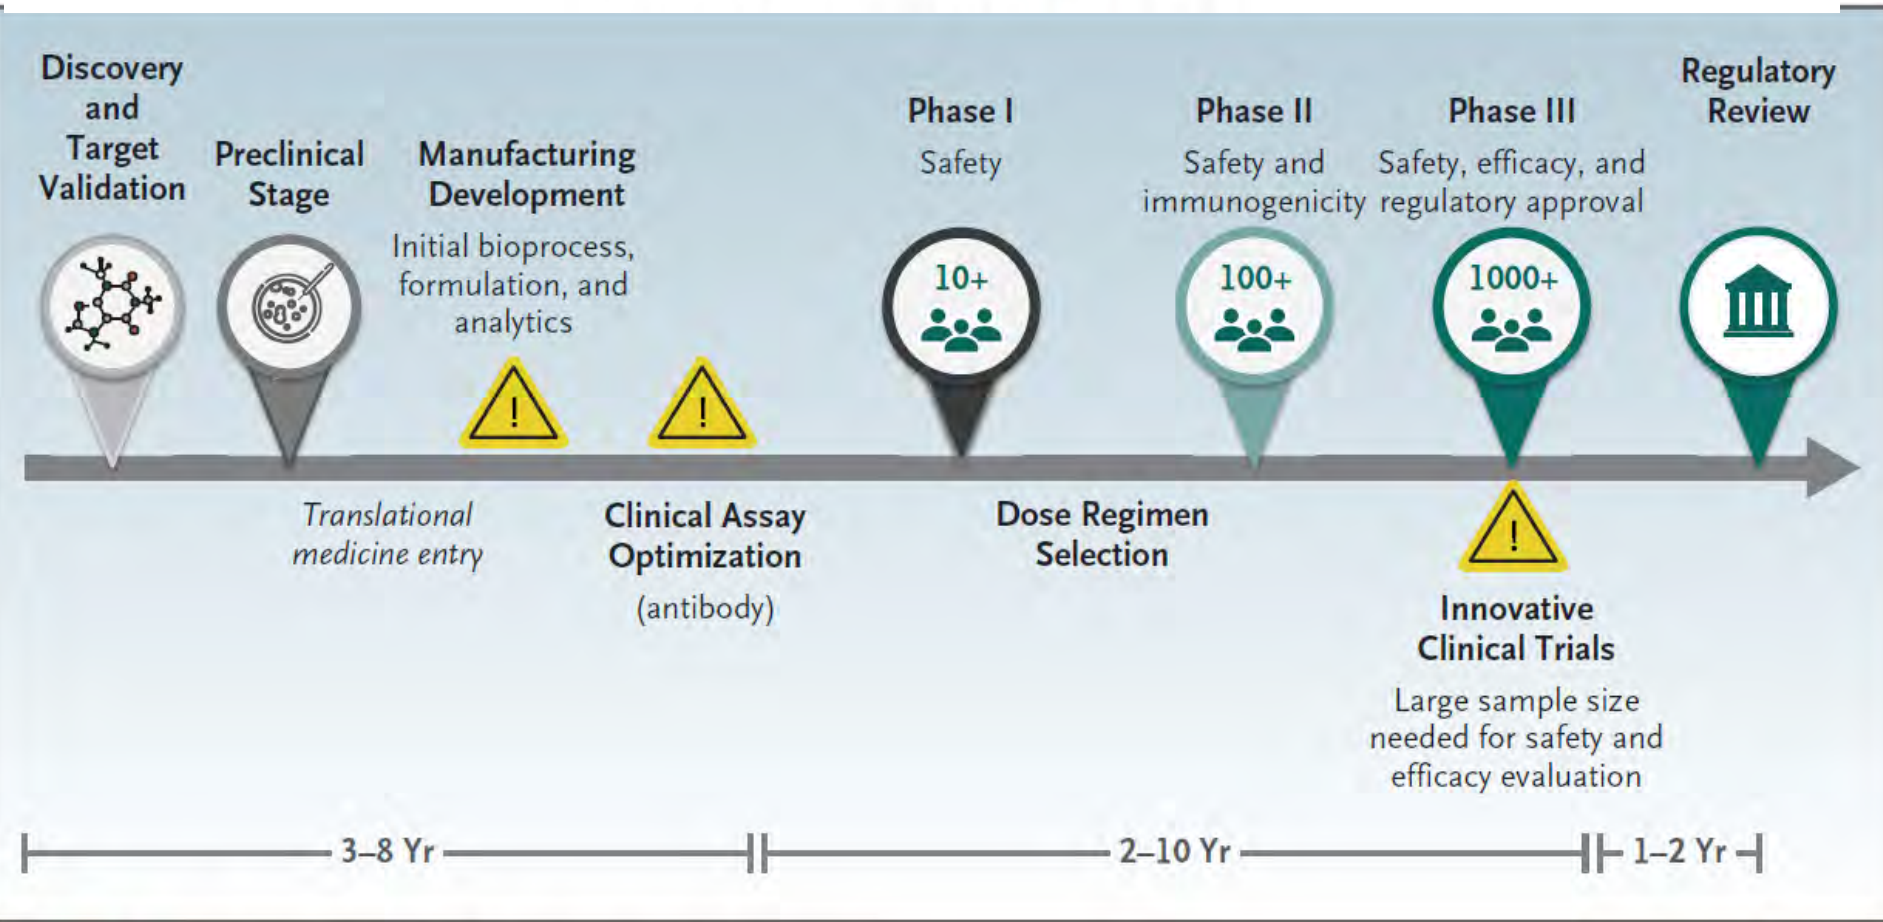 Discovery
and
Target
Validation
Preclinical
Stage
Manufacturing
Development
Initial bioprocess,
formulation, and
analytics
!
!
Phase I
Safety
10+
Phase II
Safety and
immunogenicity
100+
Phase III
Safety, efficacy, and
regulatory approval
1000+
Regulatory
Review
Translational
medicine entry
Clinical Assay
Optimization
(antibody)
Dose Regimen
Selection
!
Innovative
Clinical Trials
Large sample size
needed for safety and
efficacy evaluation
3–8 Yr
2–10 Yr
1–2 Yr